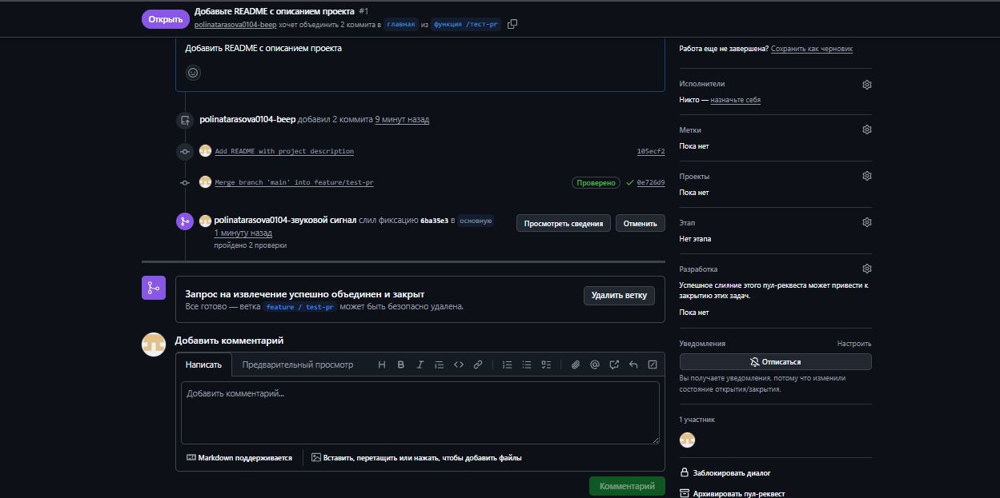 Открыть
Добавьте README с описанием проекта #1
polinatarasova0104-beep хочет объединить 2 коммита в главная из функция /тест-pr
Добавить README с описанием проекта
polinatarasova0104-beep добавил 2 коммита 9 минут назад
Add README with project description 105ecf2
Merge branch 'main' into feature/test-pr Проверено 0e726d9
polinatarasova0104-звуковой сигнал слил фиксацию 6ba35e3 в основную
1 минуту назад
пройдено 2 проверки
Просмотреть сведения
Отменить
Запрос на извлечение успешно объединен и закрыт
Все готово — ветка feature / test-pr может быть безопасно удалена.
Удалить ветку
Добавить комментарий
Написать Предварительный просмотр
Добавить комментарий...
Markdown поддерживается
Вставить, перетащить или нажать, чтобы добавить файлы
Комментарий
Работа еще не завершена? Сохранить как черновик
Исполнители
Никто — назначьте себя
Метки
Пока нет
Проекты
Пока нет
Этап
Нет этапа
Разработка
Успешное слияние этого пул-реквеста может привести к
закрытию этих задач.
Пока нет
Уведомления Настроить
Отписаться
Вы получаете уведомления, потому что изменили
состояние открытия/закрытия.
1 участник
Заблокировать диалог
Архивировать пул-реквест